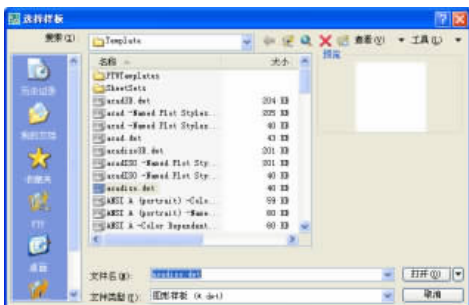 选择样板
搜索(I):
Template
查看(V)
工具(L)
名称
大小
预览
PTWTemplates
SheetSets
acad3D.dwt 204 KB
acad -Named Plot Styles... 205 KB
acad -Named Plot Styles... 40 KB
acad.dwt 43 KB
acadiso3D.dwt 201 KB
acadISO -Named Plot Sty... 201 KB
acadISO -Named Plot Sty... 40 KB
acadiso.dwt 40 KB
ANSI A (portrait) -Colo... 59 KB
ANSI A (portrait) -Name... 60 KB
ANSI A -Color Dependent... 60 KB
历史记录
我的文档
收藏夹
FTP
桌面
文件名(N):
acadiso.dwt
打开(O)
文件类型(T):
图形样板 (*.dwt)
取消